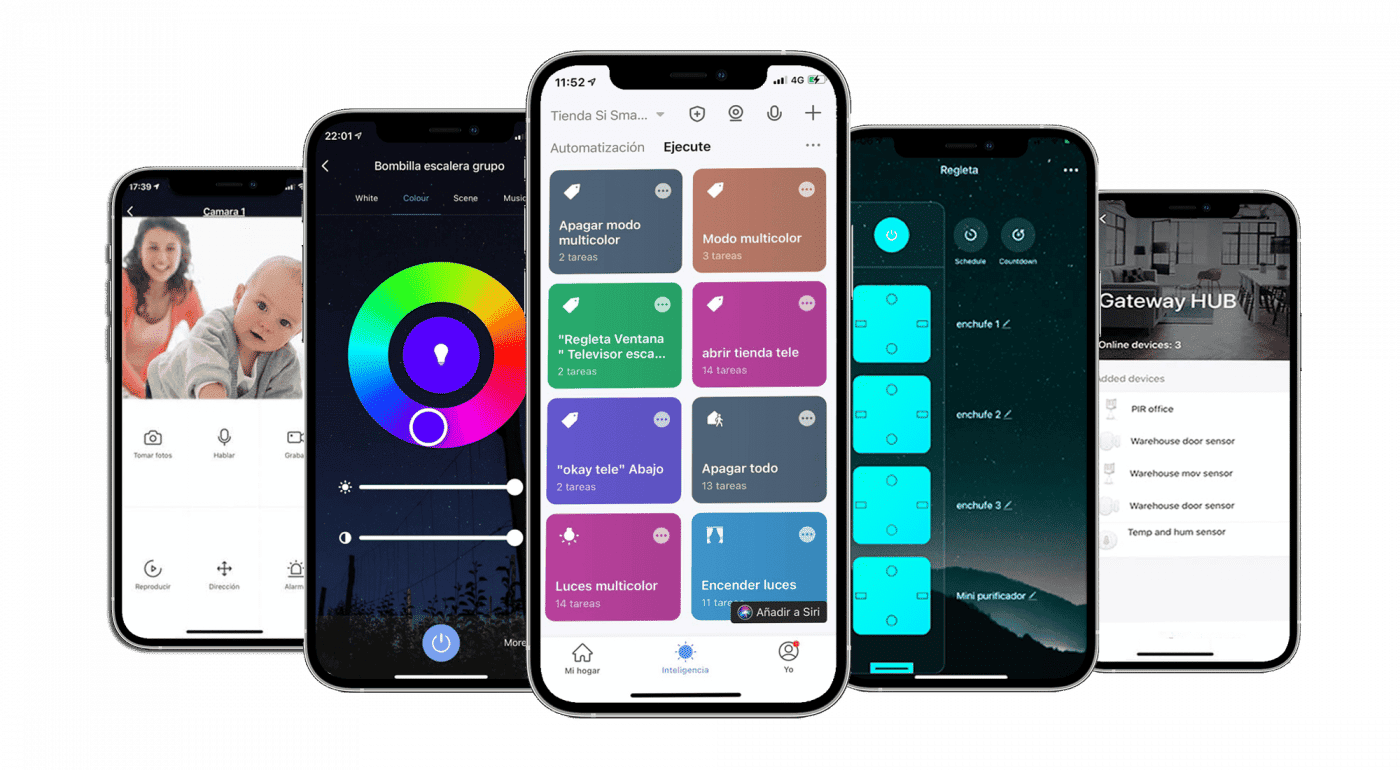 17:39
Camara 1
Tomar fotos
Hablar
Graba
Reproducir
Dirección
Alarm
22:01
Bombilla escalera grupo
White
Colour
Scene
Music
More
11:52
4G
Tienda Si Sma...
Automatización
Ejecute
Apagar modo
multicolor
2 tareas
Modo multicolor
3 tareas
"Regleta Ventana
" Televisor esca...
2 tareas
abrir tienda tele
14 tareas
"okay tele" Abajo
2 tareas
Apagar todo
13 tareas
Luces multicolor
14 tareas
Encender luces
11 tare
Añadir a Siri
Mi hogar
Inteligencia
Yo
Regleta
Schedule
Countdown
enchufe 1
enchufe 2
enchufe 3
Mini purificador
Gateway HUB
Online devices: 3
Added devices
PIR office
Warehouse door sensor
Warehouse mov sensor
Warehouse door sensor
Temp and hum sensor